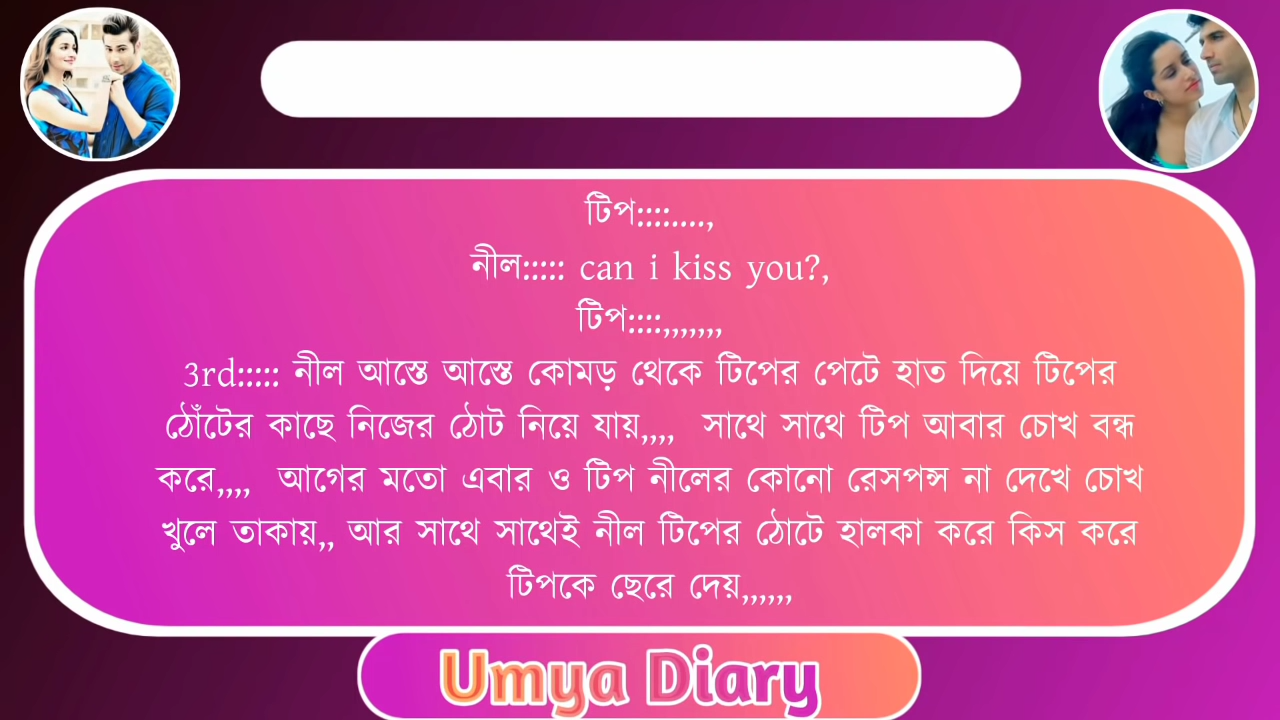 টিপ::::....,
নীল::::: can i kiss you?,
টিপ::::,,,,,,,
3rd::::: নীল আস্তে আস্তে কোমড় থেকে টিপের পেটে হাত দিয়ে টিপের
ঠোঁটের কাছে নিজের ঠোট নিয়ে যায়,,,, সাথে সাথে টিপ আবার চোখ বন্ধ
করে,,,, আগের মতো এবার ও টিপ নীলের কোনো রেসপন্স না দেখে চোখ
খুলে তাকায়,, আর সাথে সাথেই নীল টিপের ঠোটে হালকা করে কিস করে
টিপকে ছেরে দেয়,,,,,,
Umya Diary